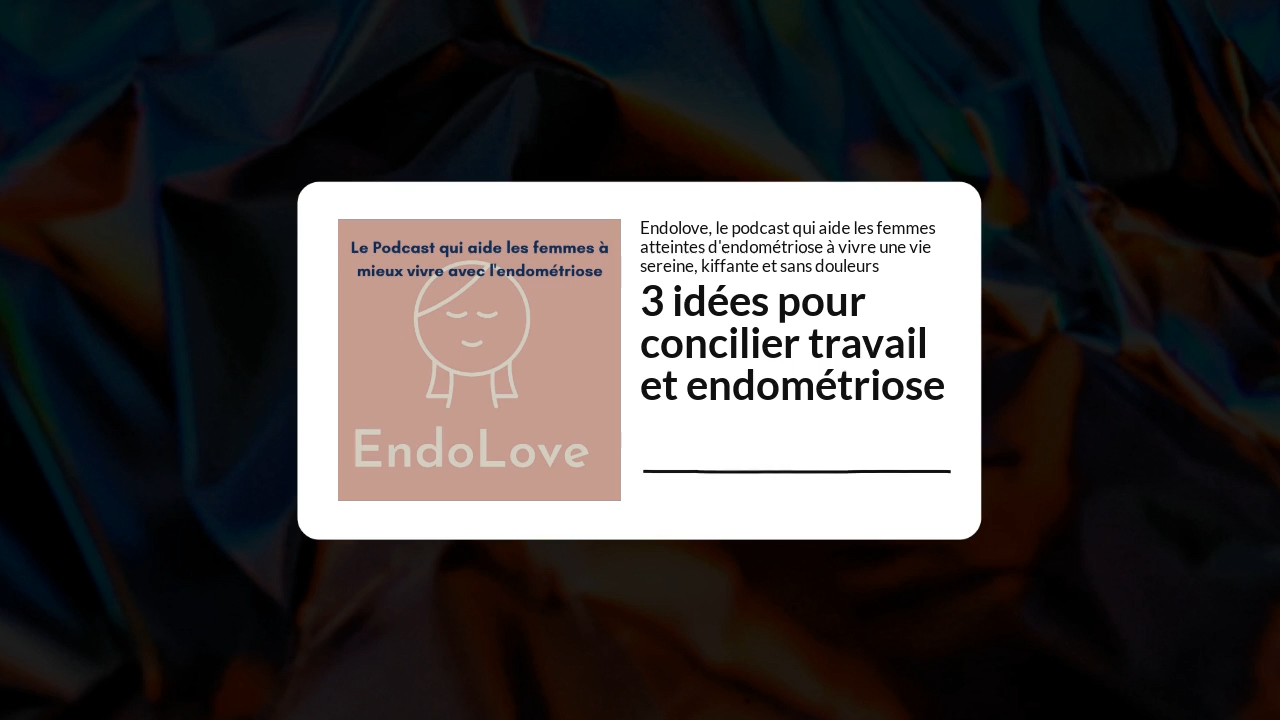 Le Podcast qui aide les femmes à
mieux vivre avec l'endométriose
EndoLove
Endolove, le podcast qui aide les femmes
atteintes d'endométriose à vivre une vie
sereine, kiffante et sans douleurs
3 idées pour
concilier travail
et endométriose